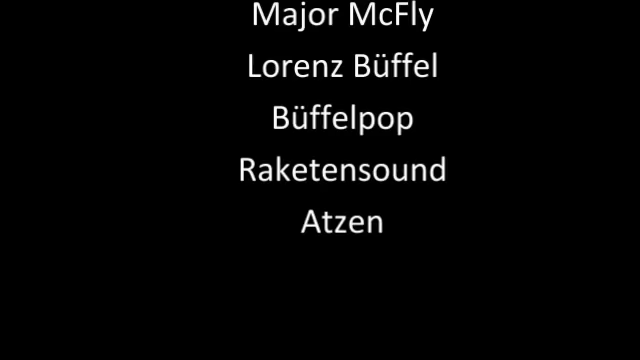 Major McFly
Lorenz Büffel
Büffelpop
Raketensound
Atzen